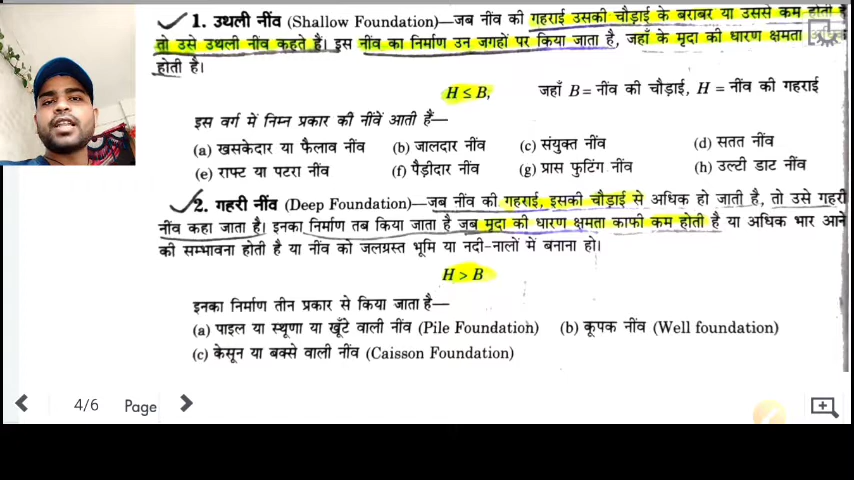 1. उथली नींव (Shallow Foundation)—जब नींव की गहराई उसकी चौड़ाई के बराबर या उससे कम होती है
तो उसे उथली नींव कहते हैं। इस नींव का निर्माण उन जगहों पर किया जाता है, जहाँ के मृदा की धारण क्षमता
होती है।
H ≤ B, जहाँ B = नींव की चौड़ाई, H = नींव की गहराई
इस वर्ग में निम्न प्रकार की नींवें आती हैं—
(a) खसकेदार या फैलाव नींव (b) जालदार नींव (c) संयुक्त नींव (d) सतत नींव
(e) राफ्ट या पटरा नींव (f) पैड़ीदार नींव (g) प्रास फुटिंग नींव (h) उल्टी डाट नींव
2. गहरी नींव (Deep Foundation)—जब नींव की गहराई, इसकी चौड़ाई से अधिक हो जाती है, तो उसे गहरी
नींव कहा जाता है। इनका निर्माण तब किया जाता है जब मृदा की धारण क्षमता काफी कम होती है या अधिक भार आने
की सम्भावना होती है या नींव को जलग्रस्त भूमि या नदी-नालों में बनाना हो।
H > B
इनका निर्माण तीन प्रकार से किया जाता है—
(a) पाइल या स्थूणा या खूँटे वाली नींव (Pile Foundation) (b) कूपक नींव (Well foundation)
(c) केसून या बक्से वाली नींव (Caisson Foundation)
4/6 Page